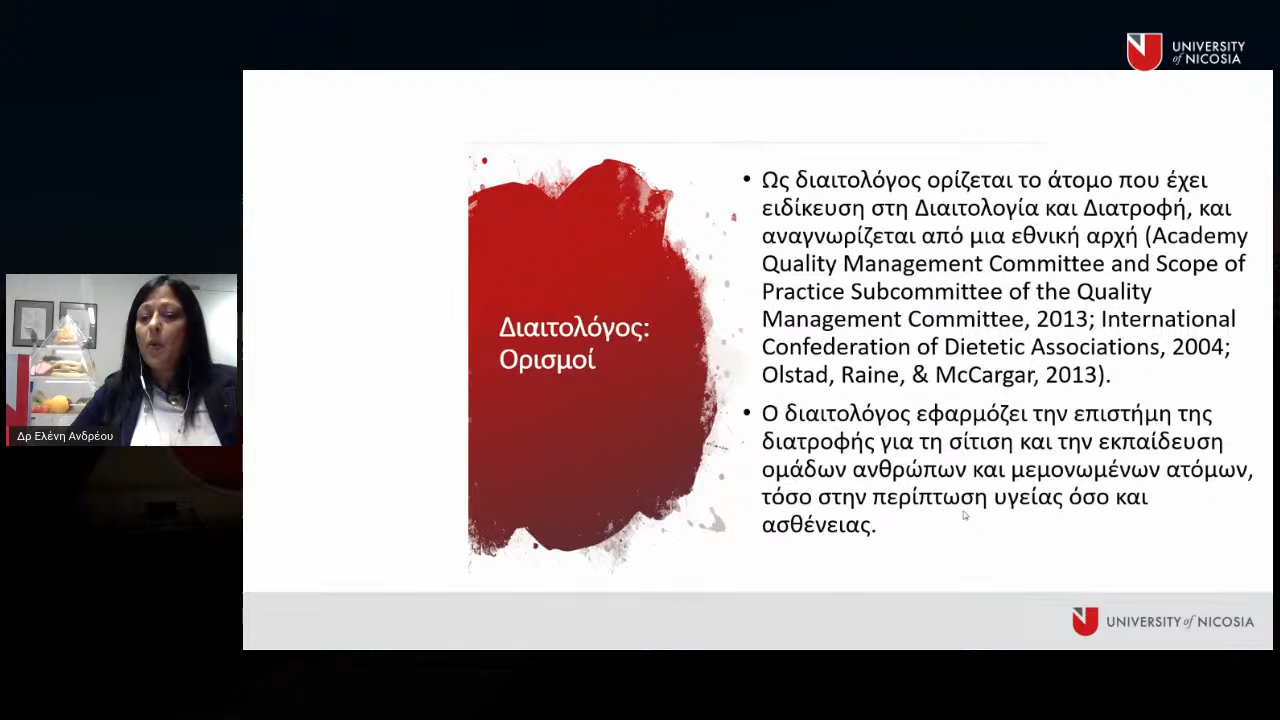 UNIVERSITY
of NICOSIA
Διαιτολόγος:
Ορισμοί
• Ως διαιτολόγος ορίζεται το άτομο που έχει
ειδίκευση στη Διαιτολογία και Διατροφή, και
αναγνωρίζεται από μια εθνική αρχή (Academy
Quality Management Committee and Scope of
Practice Subcommittee of the Quality
Management Committee, 2013; International
Confederation of Dietetic Associations, 2004;
Olstad, Raine, & McCargar, 2013).
• Ο διαιτολόγος εφαρμόζει την επιστήμη της
διατροφής για τη σίτιση και την εκπαίδευση
ομάδων ανθρώπων και μεμονωμένων ατόμων,
τόσο στην περίπτωση υγείας όσο και
ασθένειας.
Δρ Ελένη Ανδρέου
UNIVERSITY of NICOSIA